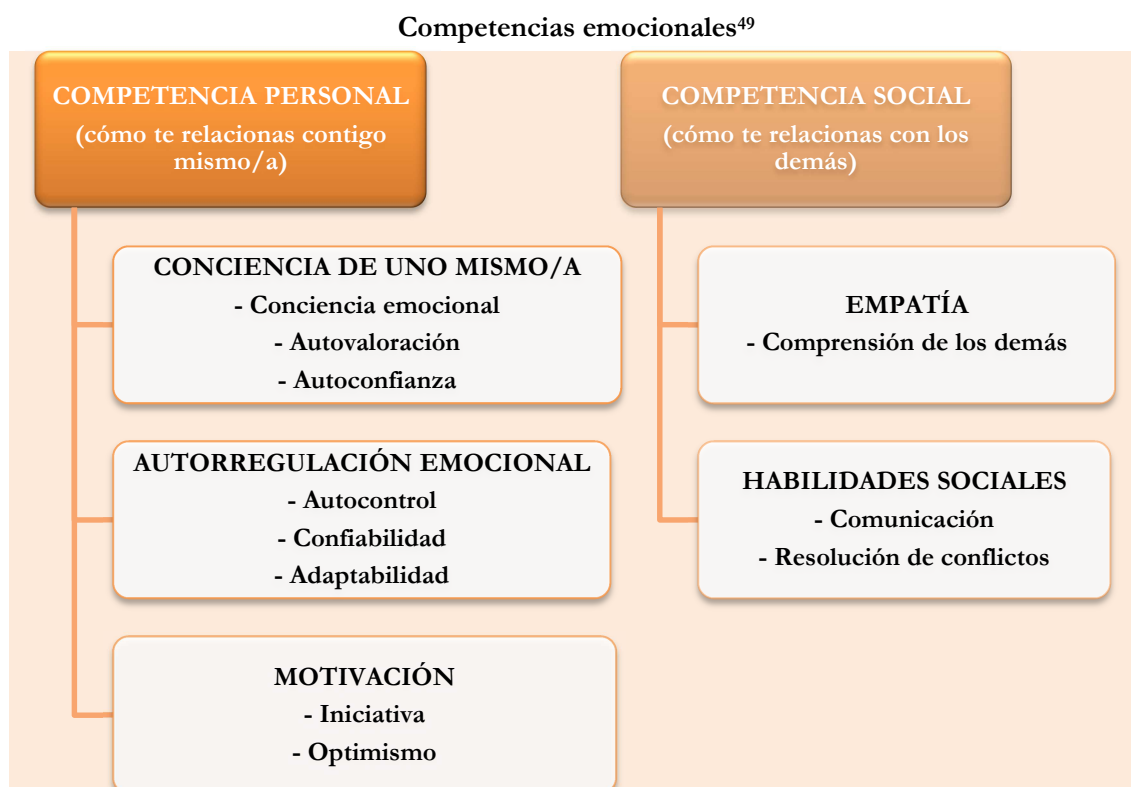 Competencias emocionales⁴⁹
COMPETENCIA PERSONAL
(cómo te relacionas contigo
mismo/a)
CONCIENCIA DE UNO MISMO/A
- Conciencia emocional
- Autovaloración
- Autoconfianza
AUTORREGULACIÓN EMOCIONAL
- Autocontrol
- Confiabilidad
- Adaptabilidad
MOTIVACIÓN
- Iniciativa
- Optimismo
COMPETENCIA SOCIAL
(cómo te relacionas con los
demás)
EMPATÍA
- Comprensión de los demás
HABILIDADES SOCIALES
- Comunicación
- Resolución de conflictos